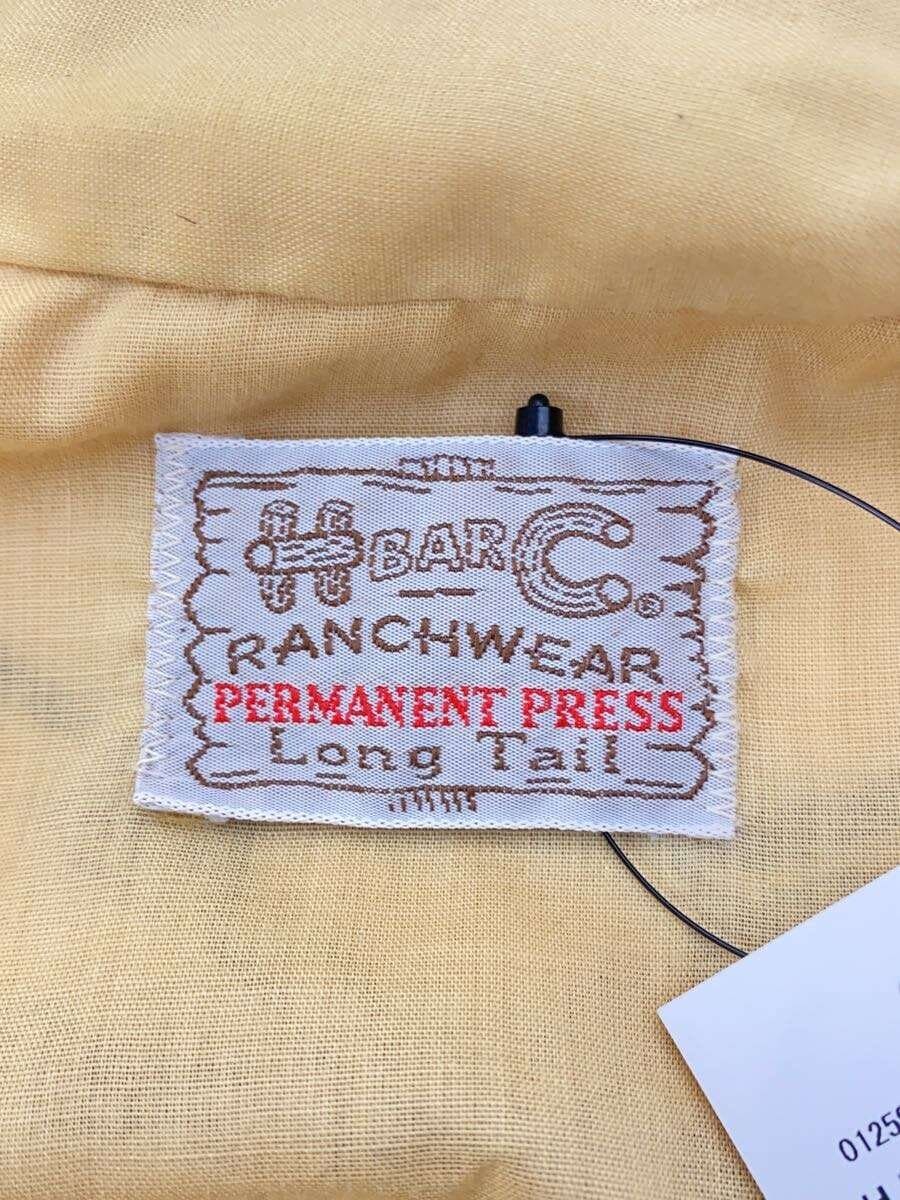 H BAR C®
RANCHWEAR
PERMANENT PRESS
Long Tail
0125